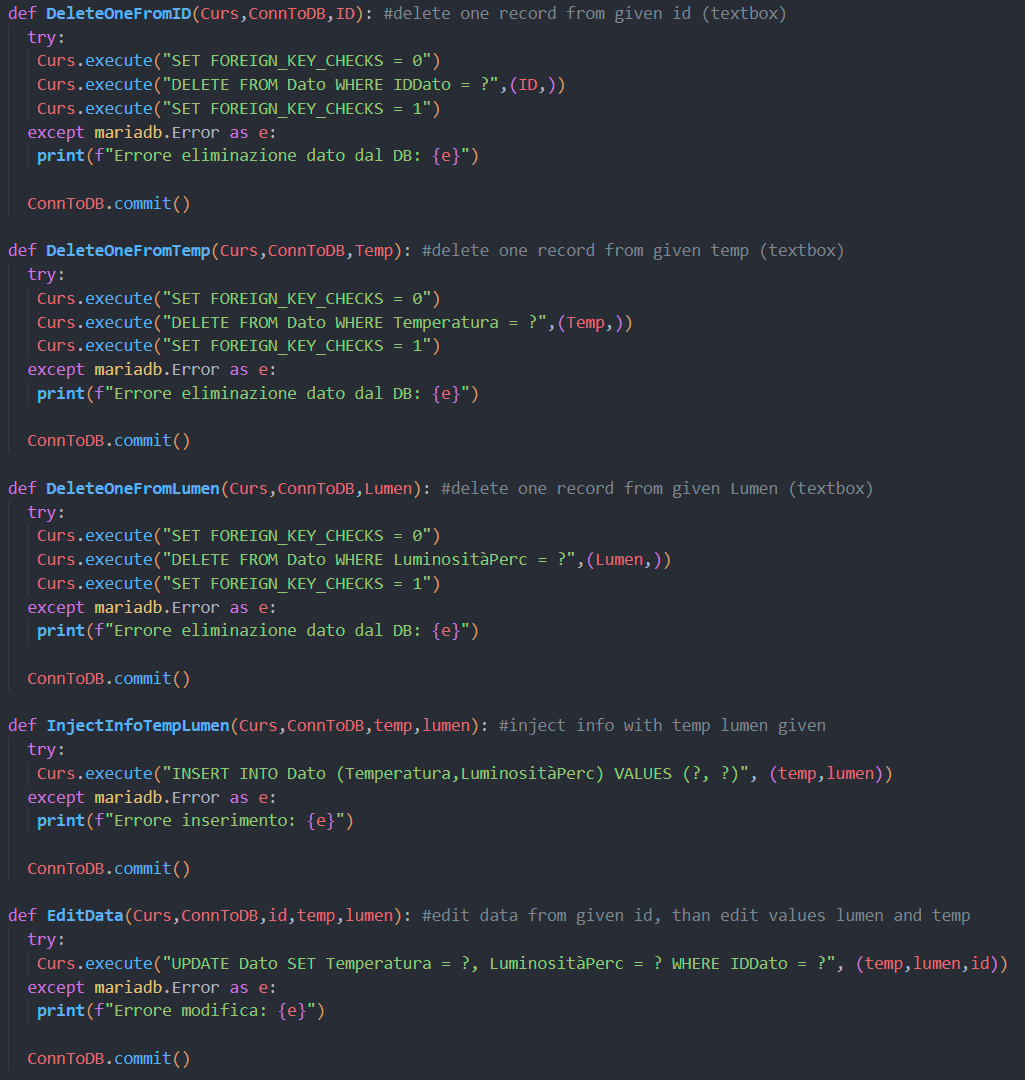 def DeleteOneFromID(Curs,ConnToDB,ID): #delete one record from given id (textbox)
  try:
   Curs.execute("SET FOREIGN_KEY_CHECKS = 0")
   Curs.execute("DELETE FROM Dato WHERE IDDato = ?",(ID,))
   Curs.execute("SET FOREIGN_KEY_CHECKS = 1")
  except mariadb.Error as e:
   print(f"Errore eliminazione dato dal DB: {e}")

  ConnToDB.commit()

def DeleteOneFromTemp(Curs,ConnToDB,Temp): #delete one record from given temp (textbox)
  try:
   Curs.execute("SET FOREIGN_KEY_CHECKS = 0")
   Curs.execute("DELETE FROM Dato WHERE Temperatura = ?",(Temp,))
   Curs.execute("SET FOREIGN_KEY_CHECKS = 1")
  except mariadb.Error as e:
   print(f"Errore eliminazione dato dal DB: {e}")

  ConnToDB.commit()

def DeleteOneFromLumen(Curs,ConnToDB,Lumen): #delete one record from given Lumen (textbox)
  try:
   Curs.execute("SET FOREIGN_KEY_CHECKS = 0")
   Curs.execute("DELETE FROM Dato WHERE LuminositàPerc = ?",(Lumen,))
   Curs.execute("SET FOREIGN_KEY_CHECKS = 1")
  except mariadb.Error as e:
   print(f"Errore eliminazione dato dal DB: {e}")

  ConnToDB.commit()

def InjectInfoTempLumen(Curs,ConnToDB,temp,lumen): #inject info with temp lumen given
  try:
   Curs.execute("INSERT INTO Dato (Temperatura,LuminositàPerc) VALUES (?, ?)", (temp,lumen))
  except mariadb.Error as e:
   print(f"Errore inserimento: {e}")

  ConnToDB.commit()

def EditData(Curs,ConnToDB,id,temp,lumen): #edit data from given id, than edit values lumen and temp
  try:
   Curs.execute("UPDATE Dato SET Temperatura = ?, LuminositàPerc = ? WHERE IDDato = ?", (temp,lumen,id))
  except mariadb.Error as e:
   print(f"Errore modifica: {e}")

  ConnToDB.commit()